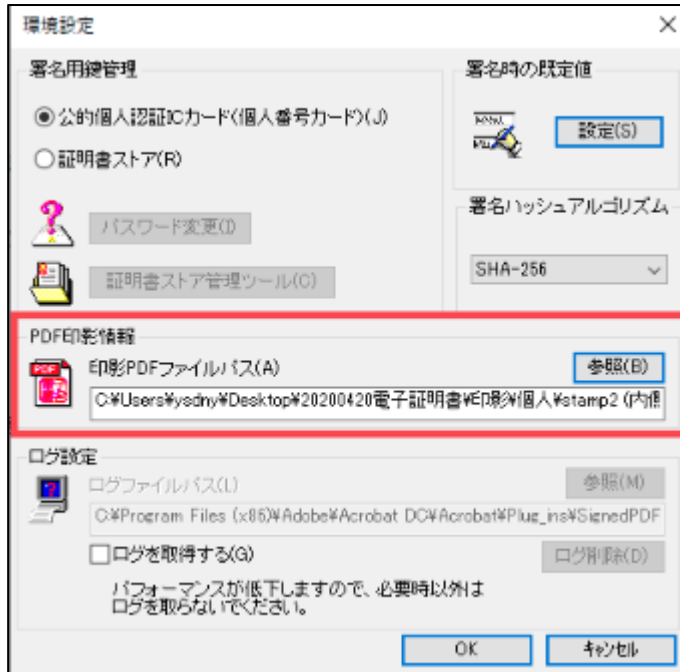 環境設定
署名用鍵管理
公的個人認証ICカード(個人番号カード)(J)
証明書ストア(R)
パスワード変更(I)
証明書ストア管理ツール(C)
署名時の既定値
設定(S)
署名ハッシュアルゴリズム
SHA-256
PDF印影情報
印影PDFファイルパス(A)
参照(B)
C:¥Users¥ysdny¥Desktop¥20200420電子証明書¥印影¥個人¥stamp2 (内
ログ設定
ログファイルパス(L)
参照(M)
C:¥Program Files (x86)¥Adobe¥Acrobat DC¥Acrobat¥Plug_ins¥SignedPDF
ログを取得する(G)
ログ削除(D)
パフォーマンスが低下しますので、必要時以外は
ログを取らないでください。
OK
キャンセル